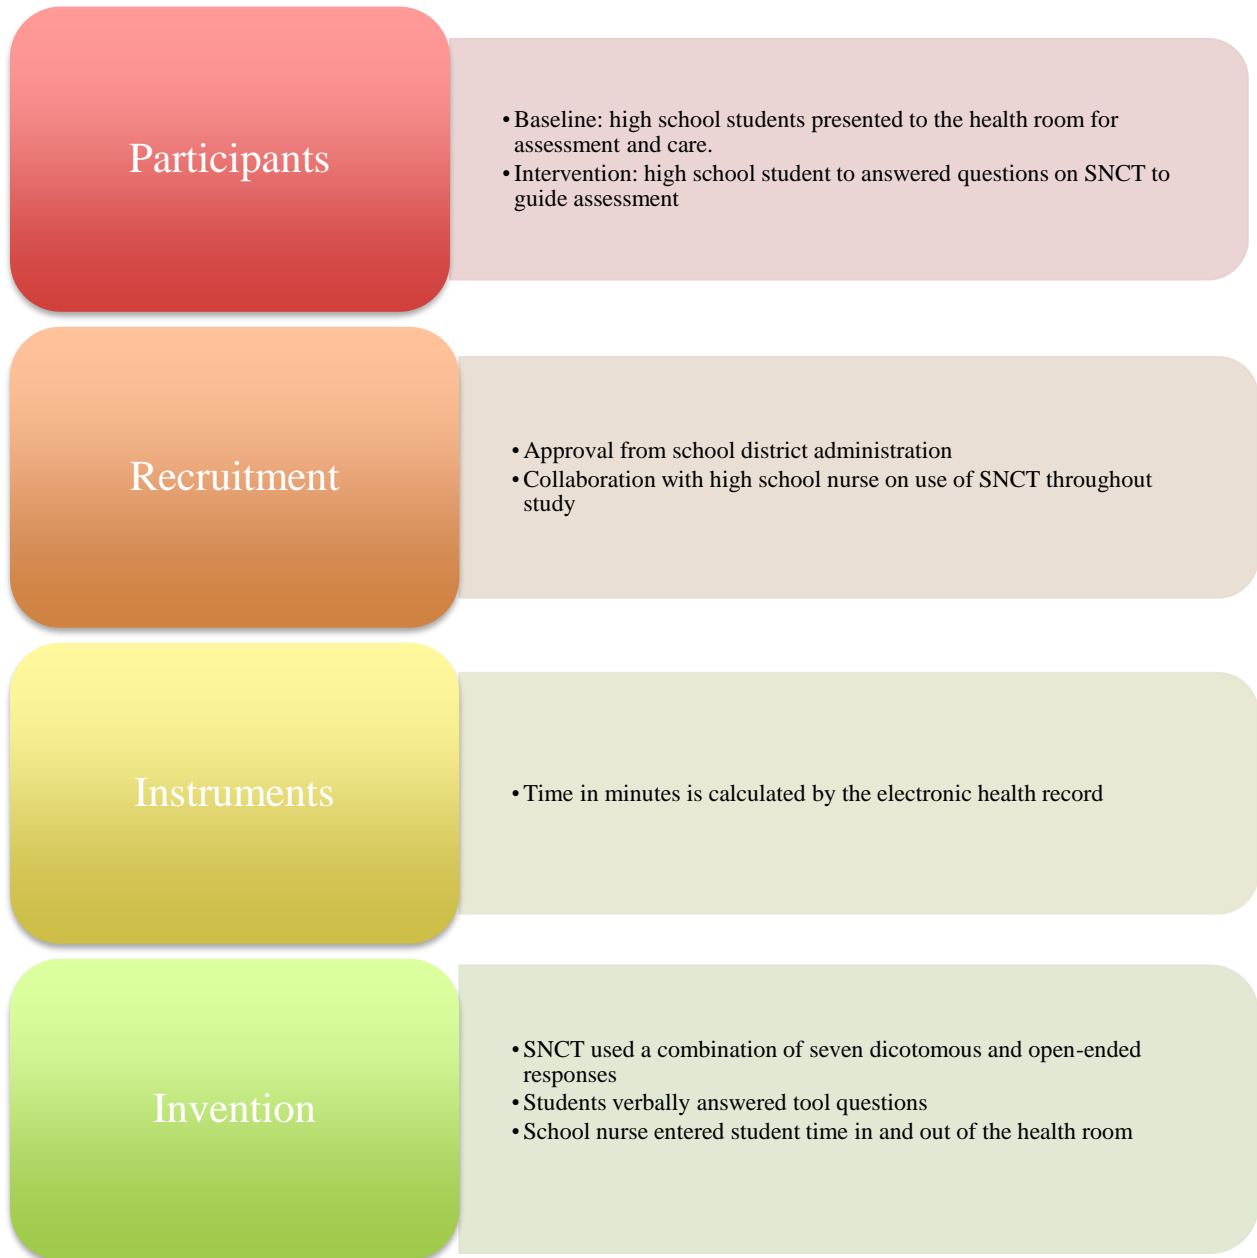 Participants
• Baseline: high school students presented to the health room for
assessment and care.
• Intervention: high school student to answered questions on SNCT to
guide assessment
Recruitment
• Approval from school district administration
• Collaboration with high school nurse on use of SNCT throughout
study
Instruments
• Time in minutes is calculated by the electronic health record
Invention
• SNCT used a combination of seven dicotomous and open-ended
responses
• Students verbally answered tool questions
• School nurse entered student time in and out of the health room